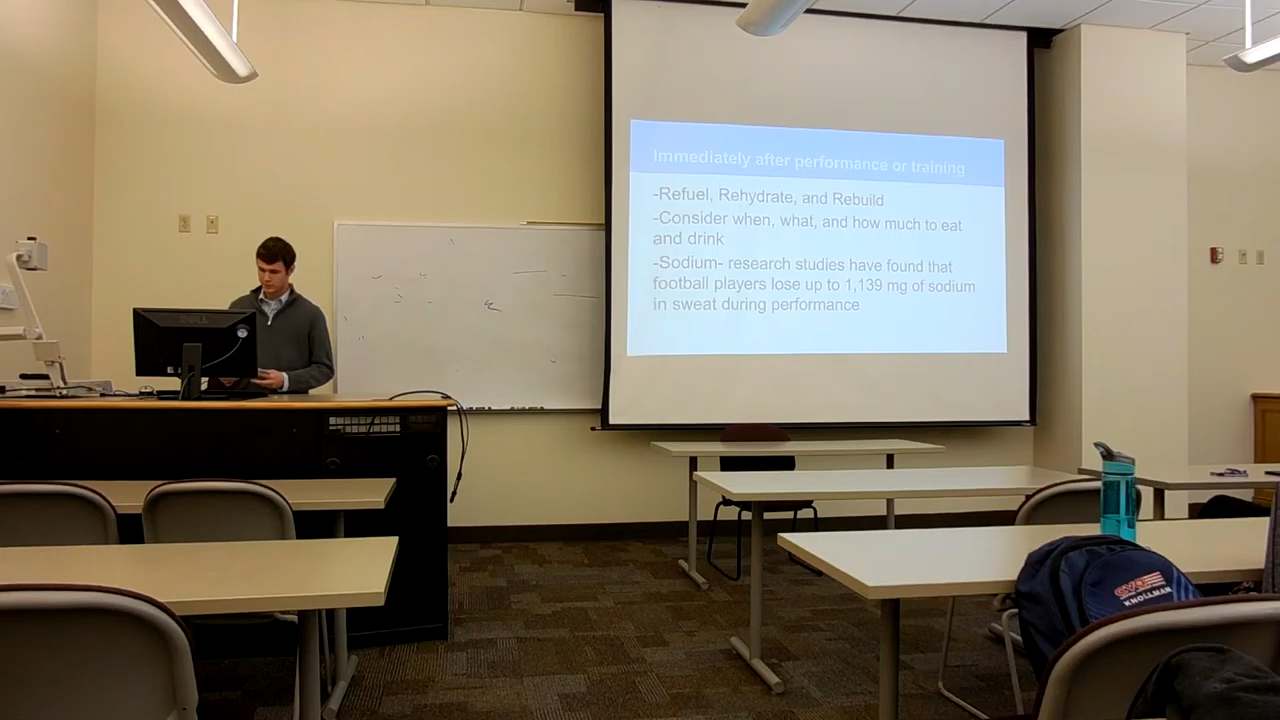 Immediately after performance or training
-Refuel, Rehydrate, and Rebuild
-Consider when, what, and how much to eat
and drink
-Sodium- research studies have found that
football players lose up to 1,139 mg of sodium
in sweat during performance
DELL
KNOLLMAN